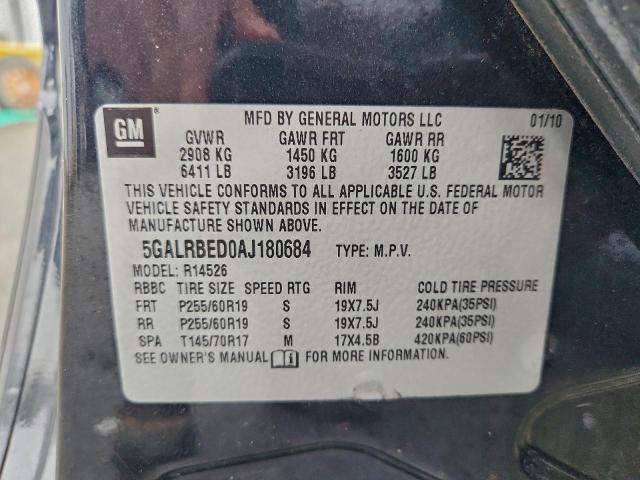 GM
MFD BY GENERAL MOTORS LLC 01/10
GVWR GAWR FRT GAWR RR
2908 KG 1450 KG 1600 KG
6411 LB 3196 LB 3527 LB
THIS VEHICLE CONFORMS TO ALL APPLICABLE U.S. FEDERAL MOTOR
VEHICLE SAFETY STANDARDS IN EFFECT ON THE DATE OF
MANUFACTURE SHOWN ABOVE.
5GALRBED0AJ180684 TYPE: M.P.V.
MODEL: R14526
RBBC TIRE SIZE SPEED RTG RIM COLD TIRE PRESSURE
FRT P255/60R19 S 19X7.5J 240KPA(35PSI)
RR P255/60R19 S 19X7.5J 240KPA(35PSI)
SPA T145/70R17 M 17X4.5B 420KPA(60PSI)
SEE OWNER'S MANUAL i FOR MORE INFORMATION.